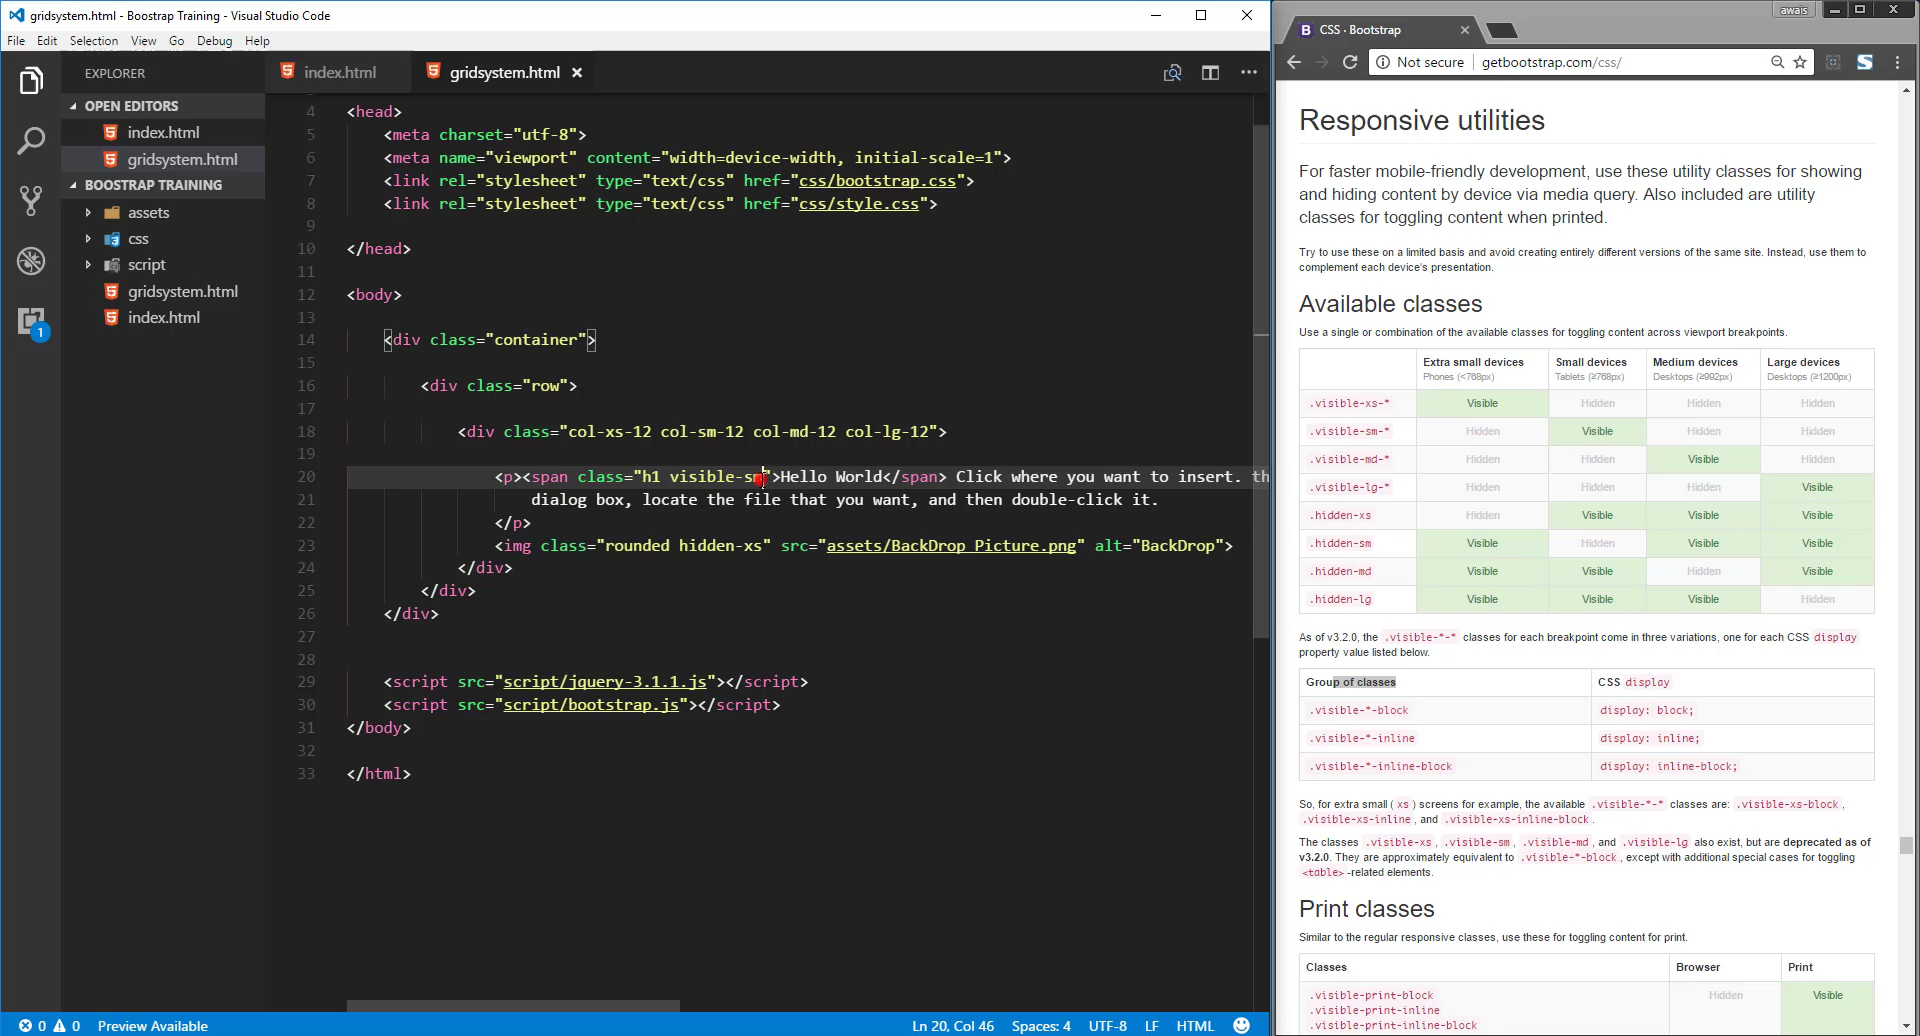 gridsystem.html - Boostrap Training - Visual Studio Code
File Edit Selection View Go Debug Help
EXPLORER
OPEN EDITORS
index.html
gridsystem.html
BOOSTRAP TRAINING
assets
css
script
gridsystem.html
index.html
1
index.html
gridsystem.html
4 <head>
5 <meta charset="utf-8">
6 <meta name="viewport" content="width=device-width, initial-scale=1">
7 <link rel="stylesheet" type="text/css" href="css/bootstrap.css">
8 <link rel="stylesheet" type="text/css" href="css/style.css">
9
10 </head>
11
12 <body>
13
14 <div class="container">
15
16 <div class="row">
17
18 <div class="col-xs-12 col-sm-12 col-md-12 col-lg-12">
19
20 <p><span class="h1 visible-sm">Hello World</span> Click where you want to insert. th
21 dialog box, locate the file that you want, and then double-click it.
22 </p>
23 <img class="rounded hidden-xs" src="assets/BackDrop Picture.png" alt="BackDrop">
24 </div>
25 </div>
26 </div>
27
28
29 <script src="script/jquery-3.1.1.js"></script>
30 <script src="script/bootstrap.js"></script>
31 </body>
32
33 </html>
0 0 Preview Available
Ln 20, Col 46 Spaces: 4 UTF-8 LF HTML
awais
CSS · Bootstrap
Not secure getbootstrap.com/css/
Responsive utilities
For faster mobile-friendly development, use these utility classes for showing
and hiding content by device via media query. Also included are utility
classes for toggling content when printed.
Try to use these on a limited basis and avoid creating entirely different versions of the same site. Instead, use them to
complement each device's presentation.
Available classes
Use a single or combination of the available classes for toggling content across viewport breakpoints.
Extra small devices Small devices Medium devices Large devices
Phones (<768px) Tablets (≥768px) Desktops (≥992px) Desktops (≥1200px)
.visible-xs-* Visible Hidden Hidden Hidden
.visible-sm-* Hidden Visible Hidden Hidden
.visible-md-* Hidden Hidden Visible Hidden
.visible-lg-* Hidden Hidden Hidden Visible
.hidden-xs Hidden Visible Visible Visible
.hidden-sm Visible Hidden Visible Visible
.hidden-md Visible Visible Hidden Visible
.hidden-lg Visible Visible Visible Hidden
As of v3.2.0, the .visible-*-* classes for each breakpoint come in three variations, one for each CSS display
property value listed below.
Group of classes CSS display
.visible-*-block display: block;
.visible-*-inline display: inline;
.visible-*-inline-block display: inline-block;
So, for extra small ( xs ) screens for example, the available .visible-*-* classes are: .visible-xs-block ,
.visible-xs-inline , and .visible-xs-inline-block .
The classes .visible-xs , .visible-sm , .visible-md , and .visible-lg also exist, but are deprecated as of
v3.2.0. They are approximately equivalent to .visible-*-block , except with additional special cases for toggling
<table> -related elements.
Print classes
Similar to the regular responsive classes, use these for toggling content for print.
Classes Browser Print
.visible-print-block Hidden Visible
.visible-print-inline
.visible-print-inline-block